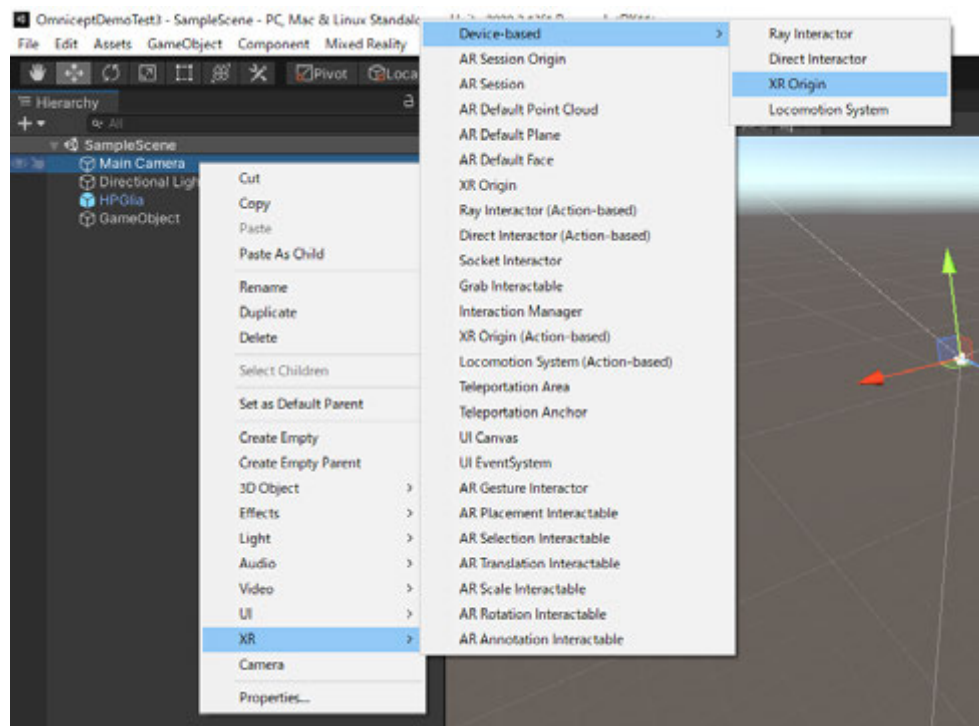 OmniceptDemoTest3 - SampleScene - PC, Mac & Linux Standalo
File Edit Assets GameObject Component Mixed Reality
Pivot Loca
Hierarchy
All
SampleScene
Main Camera
Directional Ligh
HPGlia
GameObject
Cut
Copy
Paste
Paste As Child
Rename
Duplicate
Delete
Select Children
Set as Default Parent
Create Empty
Create Empty Parent
3D Object
Effects
Light
Audio
Video
UI
XR
Camera
Properties...
Device-based
AR Session Origin
AR Session
AR Default Point Cloud
AR Default Plane
AR Default Face
XR Origin
Ray Interactor (Action-based)
Direct Interactor (Action-based)
Socket Interactor
Grab Interactable
Interaction Manager
XR Origin (Action-based)
Locomotion System (Action-based)
Teleportation Area
Teleportation Anchor
UI Canvas
UI EventSystem
AR Gesture Interactor
AR Placement Interactable
AR Selection Interactable
AR Translation Interactable
AR Scale Interactable
AR Rotation Interactable
AR Annotation Interactable
Ray Interactor
Direct Interactor
XR Origin
Locomotion System